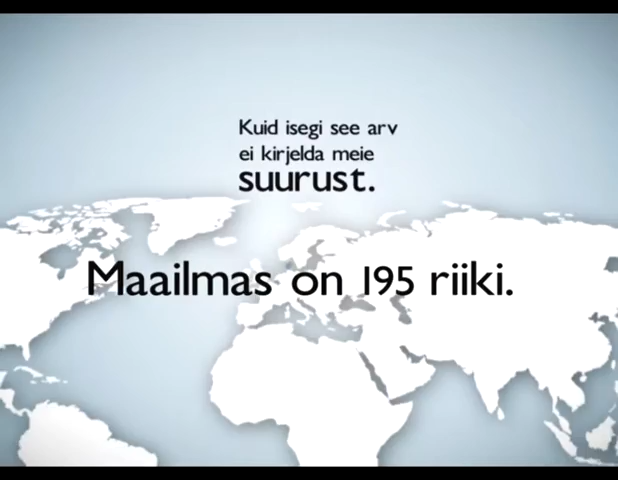 Kuid isegi see arv
ei kirjelda meie
suurust.
Maailmas on 195 riiki.